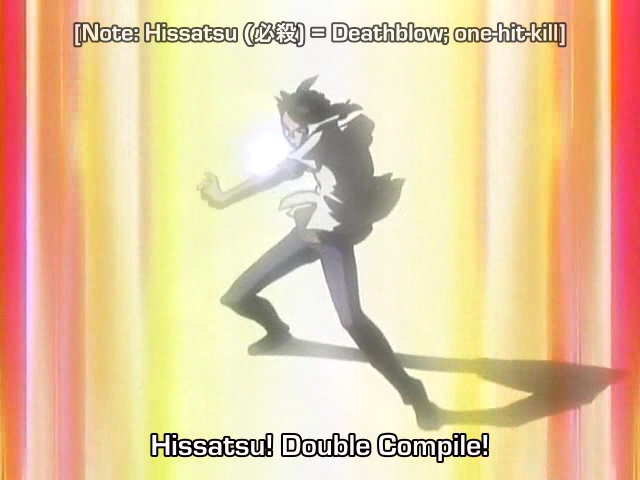 [Note: Hissatsu (必殺) = Deathblow; one-hit-kill]
Hissatsu! Double Compile!